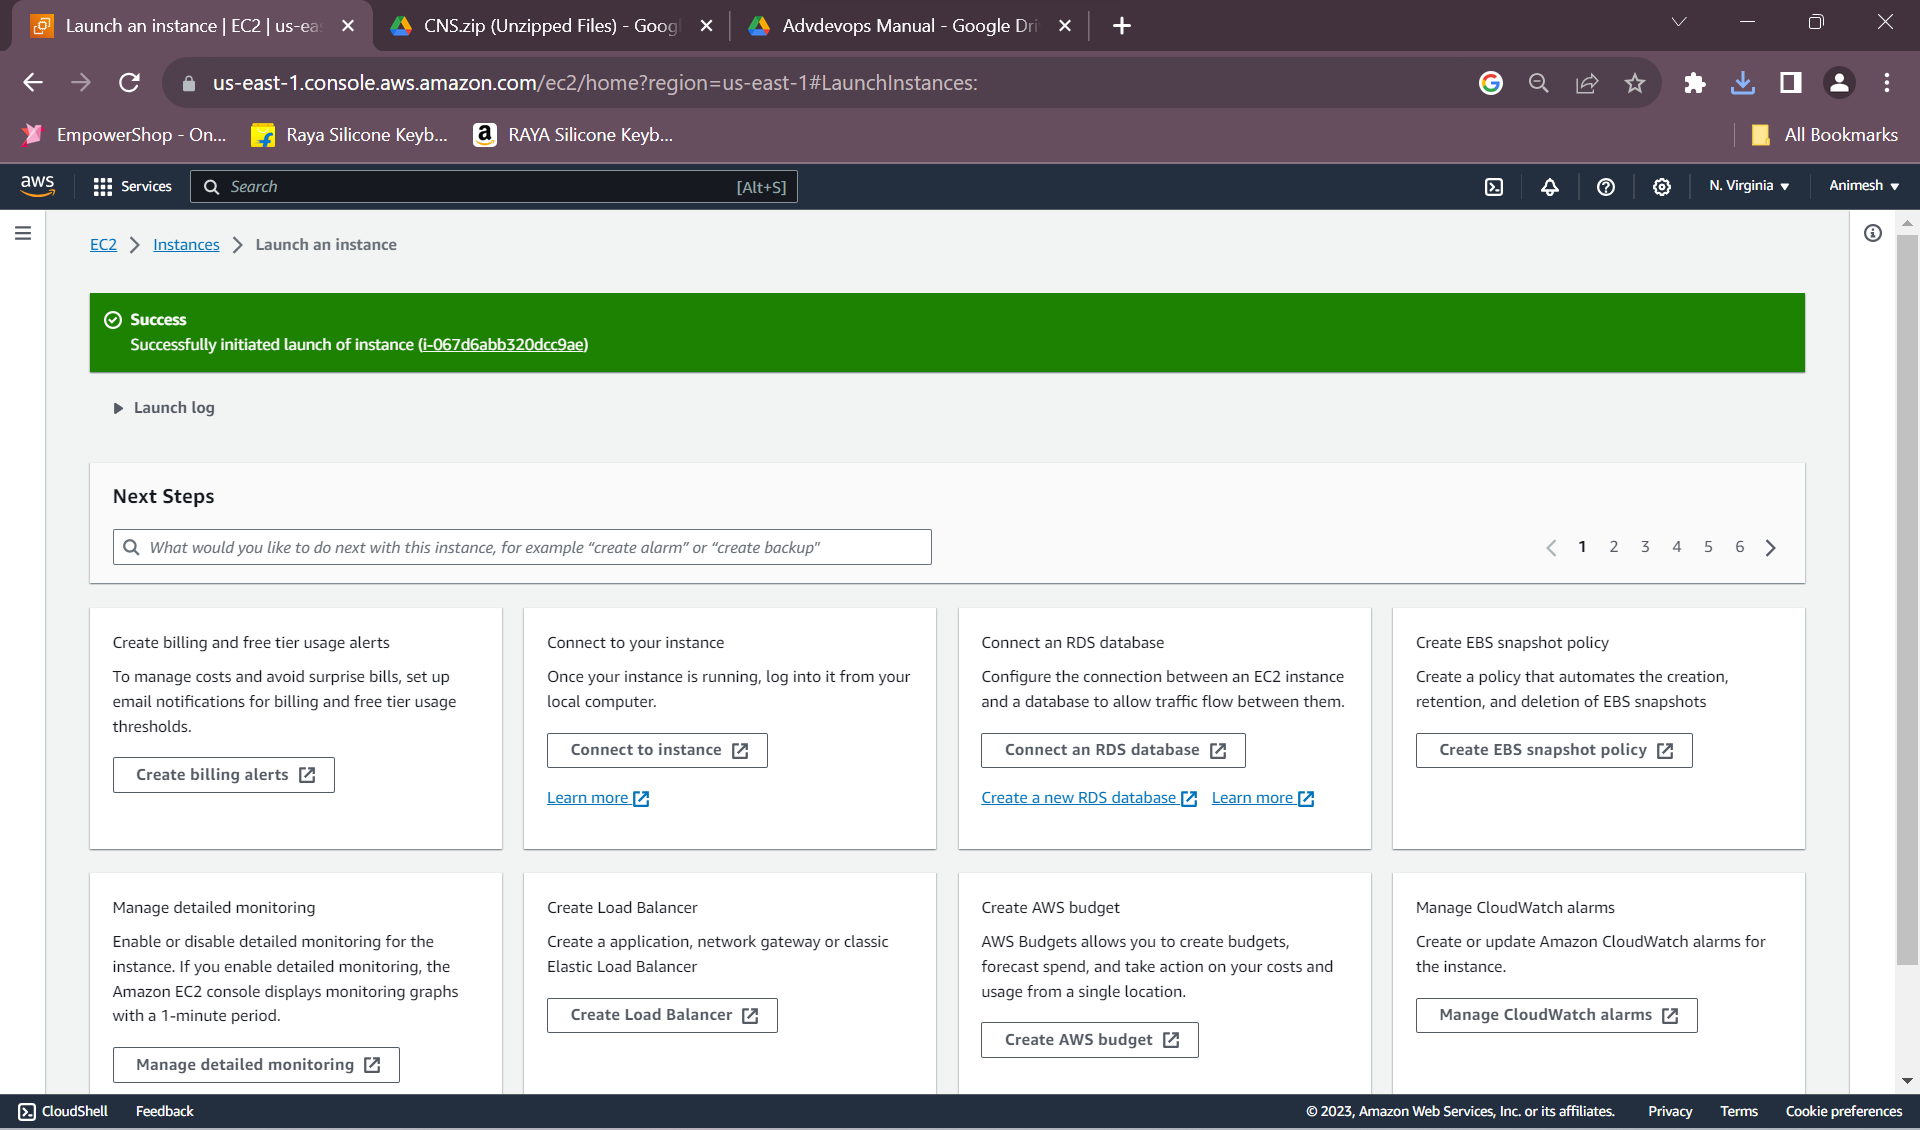 Launch an instance | EC2 | us-eas
CNS.zip (Unzipped Files) - Googl
Advdevops Manual - Google Dri
us-east-1.console.aws.amazon.com/ec2/home?region=us-east-1#LaunchInstances:
EmpowerShop - On...
Raya Silicone Keyb...
RAYA Silicone Keyb...
All Bookmarks
aws
Services
Search
[Alt+S]
N. Virginia
Animesh
EC2
Instances
Launch an instance
Success
Successfully initiated launch of instance (i-067d6abb320dcc9ae)
Launch log
Next Steps
What would you like to do next with this instance, for example “create alarm” or “create backup”
1 2 3 4 5 6
Create billing and free tier usage alerts
To manage costs and avoid surprise bills, set up
email notifications for billing and free tier usage
thresholds.
Create billing alerts
Connect to your instance
Once your instance is running, log into it from your
local computer.
Connect to instance
Learn more
Connect an RDS database
Configure the connection between an EC2 instance
and a database to allow traffic flow between them.
Connect an RDS database
Create a new RDS database
Learn more
Create EBS snapshot policy
Create a policy that automates the creation,
retention, and deletion of EBS snapshots
Create EBS snapshot policy
Manage detailed monitoring
Enable or disable detailed monitoring for the
instance. If you enable detailed monitoring, the
Amazon EC2 console displays monitoring graphs
with a 1-minute period.
Manage detailed monitoring
Create Load Balancer
Create a application, network gateway or classic
Elastic Load Balancer
Create Load Balancer
Create AWS budget
AWS Budgets allows you to create budgets,
forecast spend, and take action on your costs and
usage from a single location.
Create AWS budget
Manage CloudWatch alarms
Create or update Amazon CloudWatch alarms for
the instance.
Manage CloudWatch alarms
CloudShell
Feedback
© 2023, Amazon Web Services, Inc. or its affiliates.
Privacy
Terms
Cookie preferences